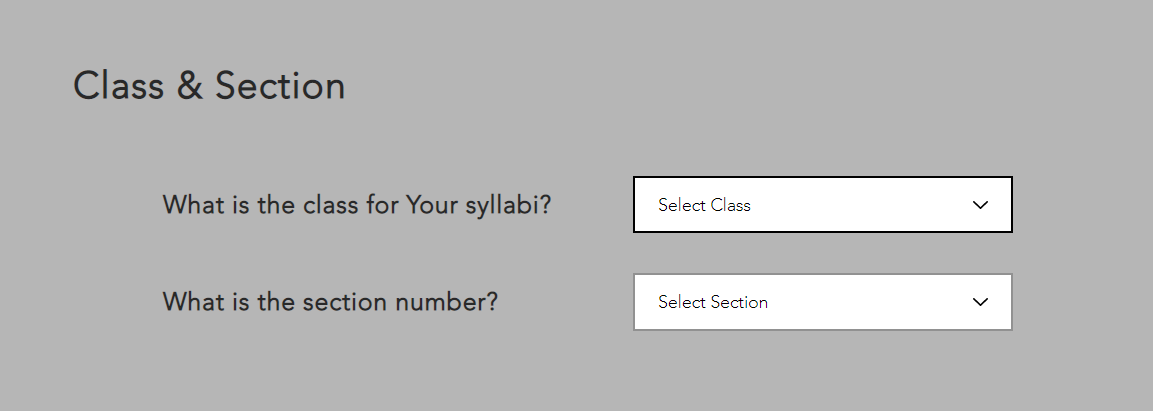 Class & Section
What is the class for Your syllabi?
Select Class
What is the section number?
Select Section